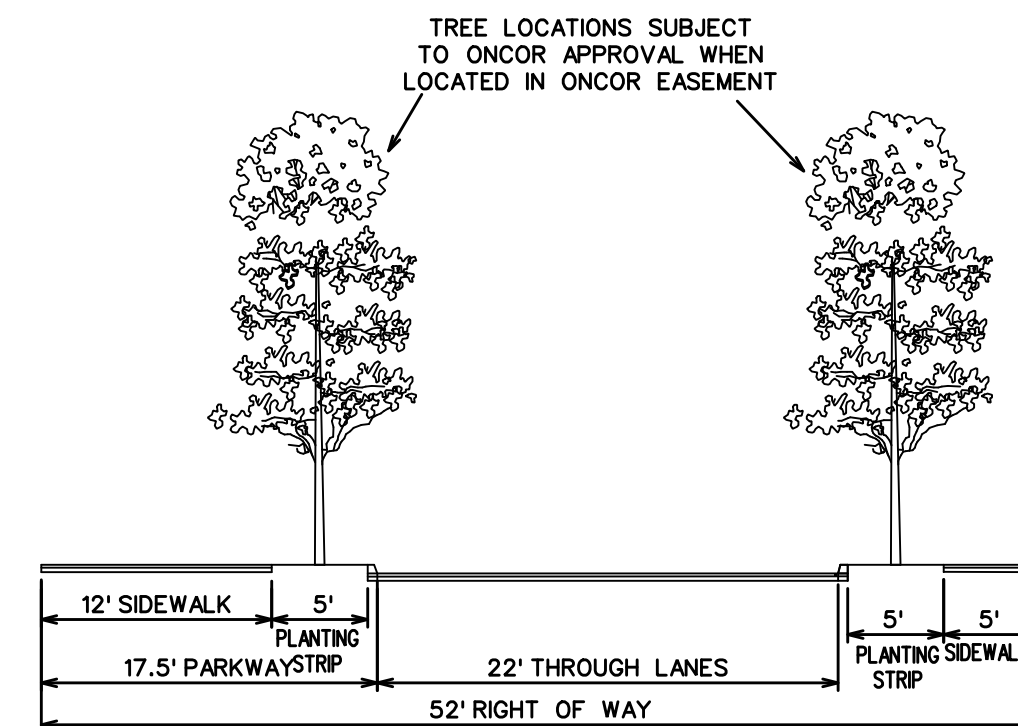 TREE LOCATIONS SUBJECT
TO ONCOR APPROVAL WHEN
LOCATED IN ONCOR EASEMENT
12' SIDEWALK
5'
PLANTING
STRIP
5'
PLANTING
STRIP
5'
SIDEWAL
17.5' PARKWAY
22' THROUGH LANES
52' RIGHT OF WAY